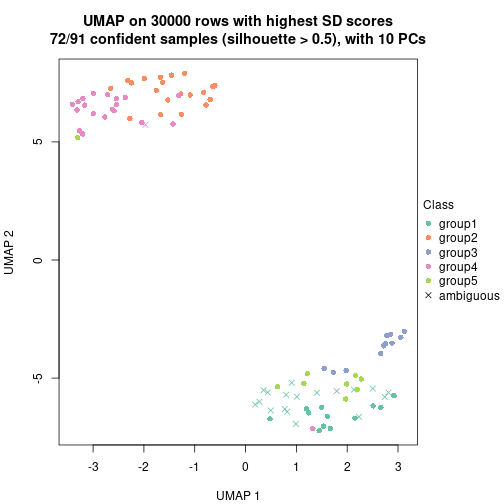 UMAP on 30000 rows with highest SD scores
72/91 confident samples (silhouette > 0.5), with 10 PCs
UMAP 2
5
0
-5
-3
-2
-1
0
1
2
3
UMAP 1
Class
group1
group2
group3
group4
group5
ambiguous